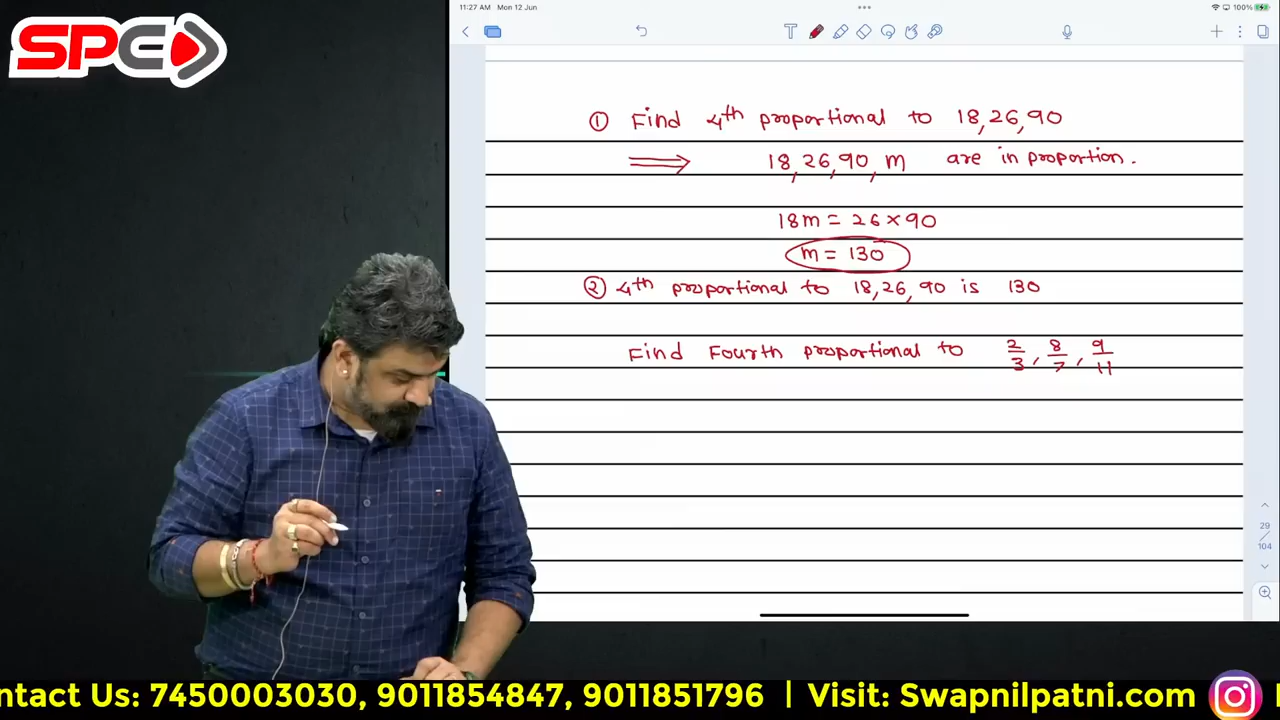 11:27 AM Mon 12 Jun
100%
SPE
① Find 4th proportional to 18,26,90
⟹ 18,26,90,m are in proportion.
18m = 26×90
m = 130
② 4th proportional to 18,26,90 is 130
Find Fourth proportional to 2/3, 8/7, 9/11
29/104
ntact Us: 7450003030, 9011854847, 9011851796 | Visit: Swapnilpatni.com